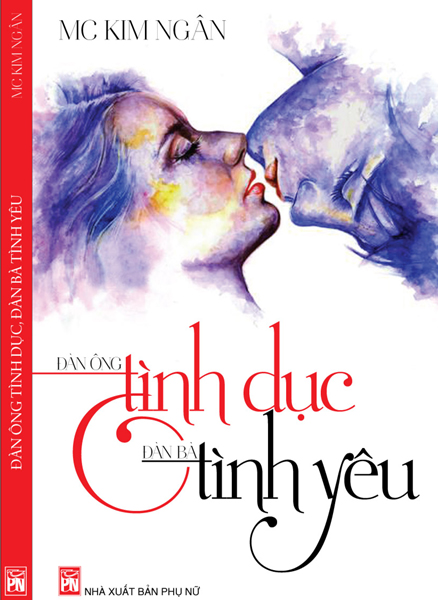 MC KIM NGÂN
ĐÀN ÔNG TÌNH DỤC, ĐÀN BÀ TÌNH YÊU
PN
MC KIM NGÂN
ĐÀN ÔNG
tình dục
ĐÀN BÀ
tình yêu
PN
NHÀ XUẤT BẢN PHỤ NỮ